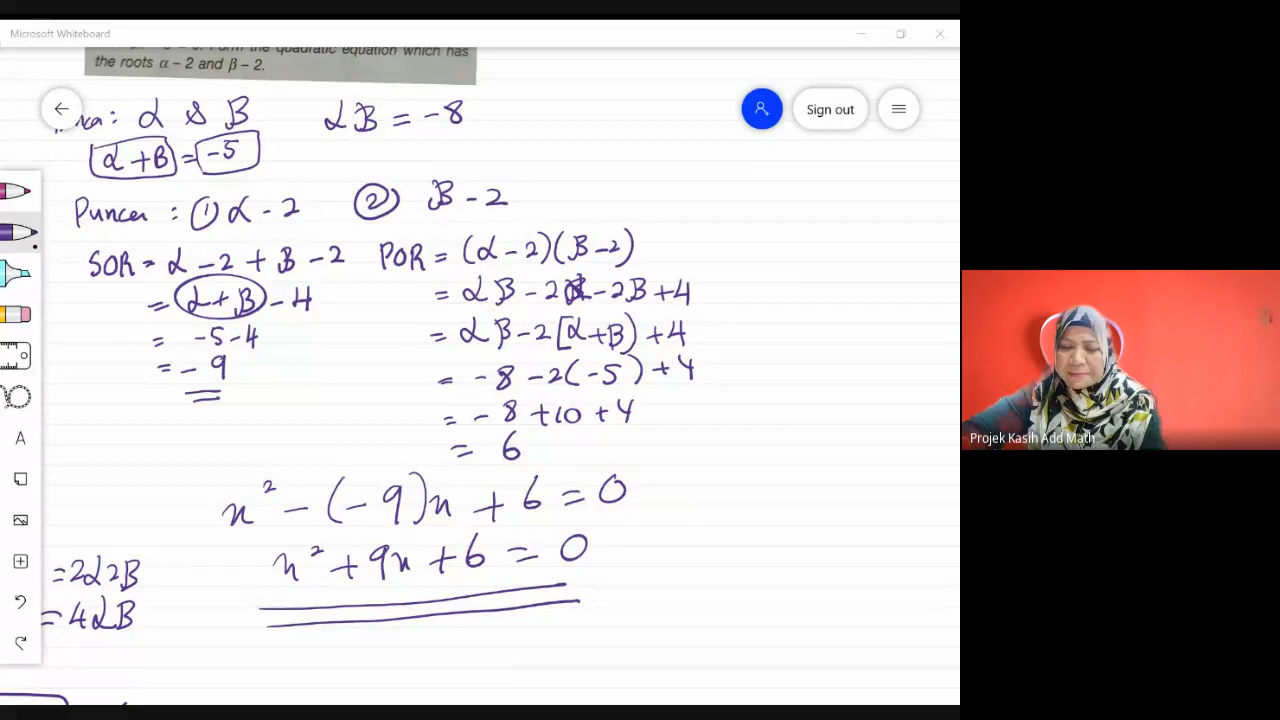 Microsoft Whiteboard
Form the quadratic equation which has
the roots α – 2 and β – 2.
: α & β αβ = -8
α + β = -5
Sign out
Punca : ① α - 2 ② β - 2
SOR = α - 2 + β - 2 POR = (α - 2)(β - 2)
= α + β - 4 = αβ - 2α - 2β + 4
= -5 - 4 = αβ - 2[α + β) + 4
= - 9 = - 8 - 2(-5) + 4
= - 8 + 10 + 4
= 6
x² - (-9)x + 6 = 0
x² + 9x + 6 = 0
= 2α2β
= 4αβ
A
Projek Kasih Add Math